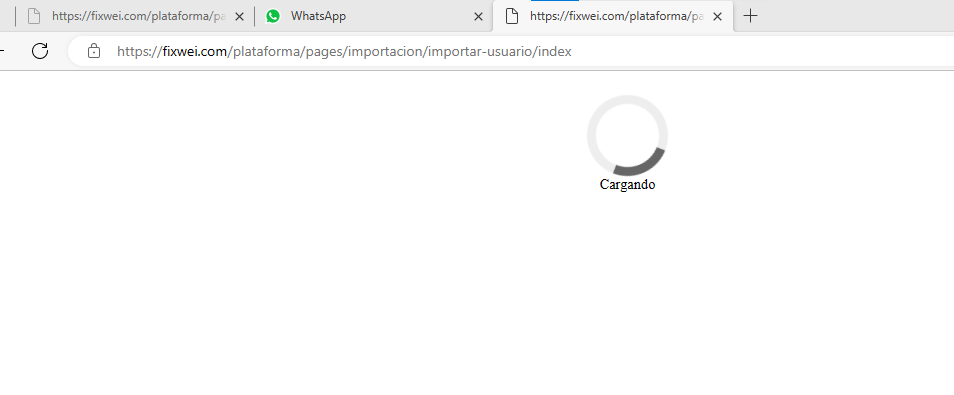 https://fixwei.com/plataforma/pa
WhatsApp
https://fixwei.com/plataforma/pa
https://fixwei.com/plataforma/pages/importacion/importar-usuario/index
Cargando